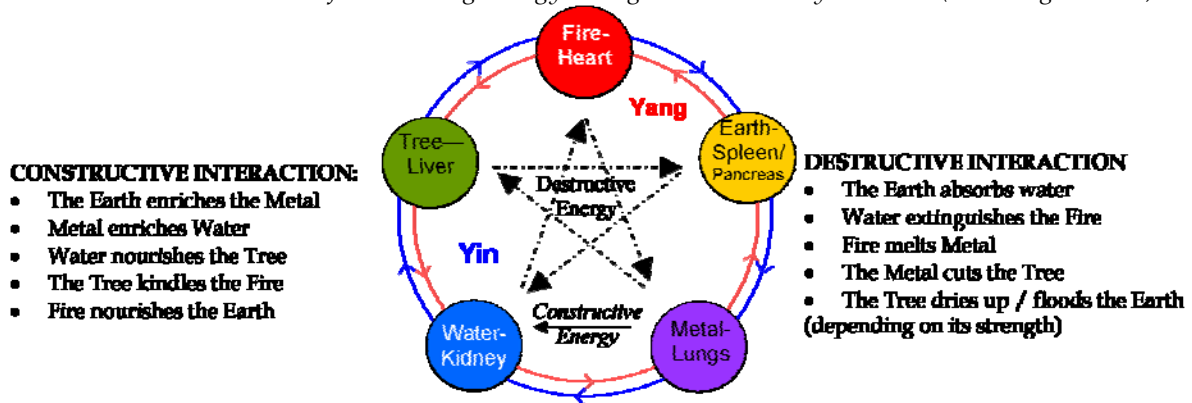 Fire-
Heart
Yang
Tree—
Liver
Earth-
Spleen/
Pancreas
Destructive
Energy
Yin
Constructive
Energy
Water-
Kidney
Metal-
Lungs
CONSTRUCTIVE INTERACTION:
• The Earth enriches the Metal
• Metal enriches Water
• Water nourishes the Tree
• The Tree kindles the Fire
• Fire nourishes the Earth
DESTRUCTIVE INTERACTION
• The Earth absorbs water
• Water extinguishes the Fire
• Fire melts Metal
• The Metal cuts the Tree
• The Tree dries up / floods the Earth
(depending on its strength)